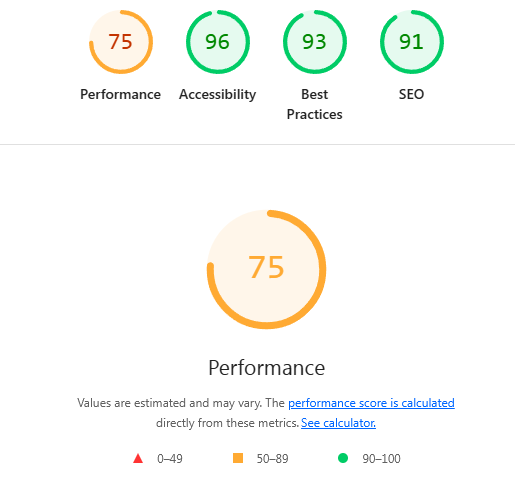 75 96 93 91
Performance Accessibility Best Practices SEO
75
Performance
Values are estimated and may vary. The performance score is calculated
directly from these metrics. See calculator.
0–49 50–89 90–100